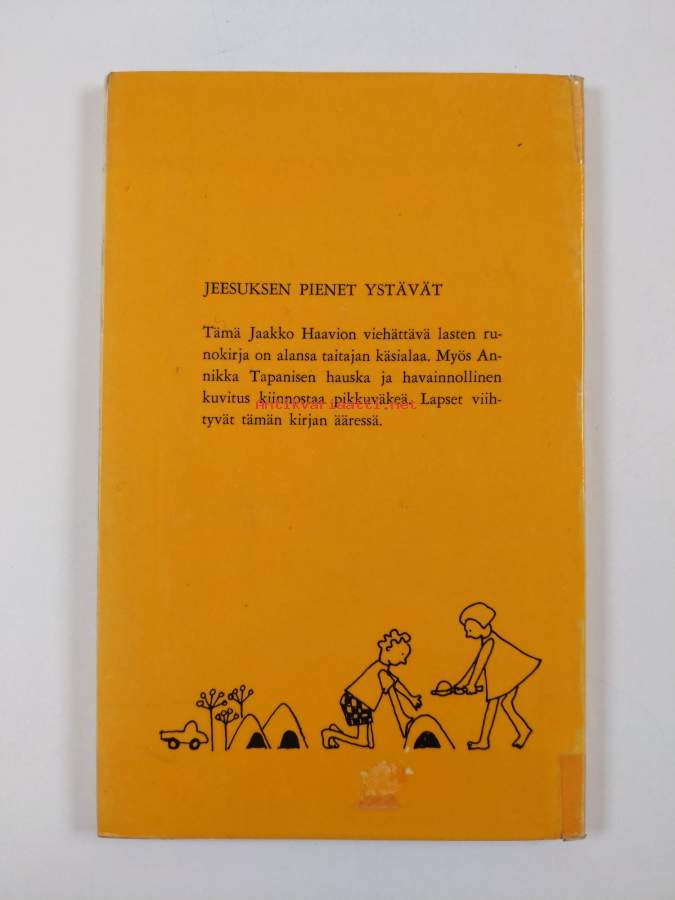 JEESUKSEN PIENET YSTÄVÄT
Tämä Jaakko Haavion viehättävä lasten ru-
nokirja on alansa taitajan käsialaa. Myös An-
nikka Tapanisen hauska ja havainnollinen
kuvitus kiinnostaa pikkuväkeä. Lapset viih-
Antikvariaatti.net
tyvät tämän kirjan ääressä.